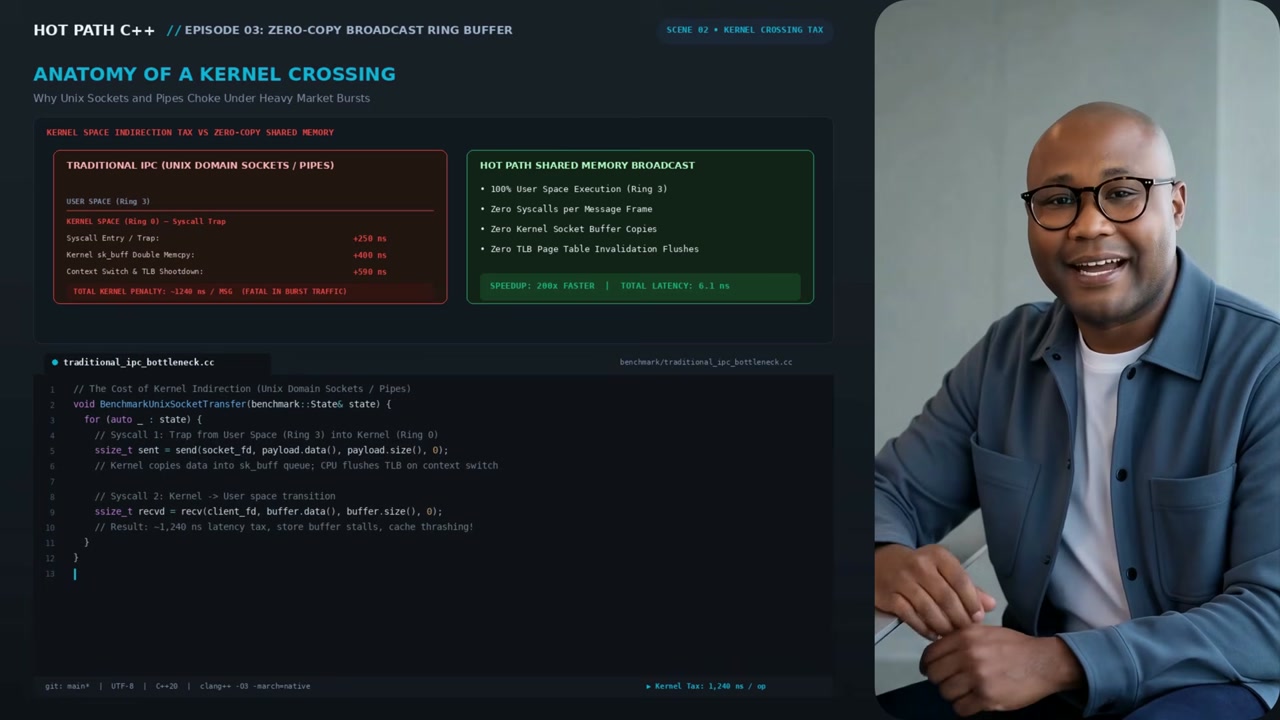 HOT PATH C++ // EPISODE 03: ZERO-COPY BROADCAST RING BUFFER
SCENE 02 • KERNEL CROSSING TAX
ANATOMY OF A KERNEL CROSSING
Why Unix Sockets and Pipes Choke Under Heavy Market Bursts
KERNEL SPACE INDIRECTION TAX VS ZERO-COPY SHARED MEMORY
TRADITIONAL IPC (UNIX DOMAIN SOCKETS / PIPES)
USER SPACE (Ring 3)
KERNEL SPACE (Ring 0) — Syscall Trap
Syscall Entry / Trap: +250 ns
Kernel sk_buff Double Memcpy: +400 ns
Context Switch & TLB Shootdown: +590 ns
TOTAL KERNEL PENALTY: ~1240 ns / MSG (FATAL IN BURST TRAFFIC)
HOT PATH SHARED MEMORY BROADCAST
• 100% User Space Execution (Ring 3)
• Zero Syscalls per Message Frame
• Zero Kernel Socket Buffer Copies
• Zero TLB Page Table Invalidation Flushes
SPEEDUP: 200x FASTER | TOTAL LATENCY: 6.1 ns
traditional_ipc_bottleneck.cc
benchmark/traditional_ipc_bottleneck.cc
1 // The Cost of Kernel Indirection (Unix Domain Sockets / Pipes)
2 void BenchmarkUnixSocketTransfer(benchmark::State& state) {
3 for (auto _ : state) {
4 // Syscall 1: Trap from User Space (Ring 3) into Kernel (Ring 0)
5 ssize_t sent = send(socket_fd, payload.data(), payload.size(), 0);
6 // Kernel copies data into sk_buff queue; CPU flushes TLB on context switch
7
8 // Syscall 2: Kernel -> User space transition
9 ssize_t recvd = recv(client_fd, buffer.data(), buffer.size(), 0);
10 // Result: ~1,240 ns latency tax, store buffer stalls, cache thrashing!
11 }
12 }
13
git: main* | UTF-8 | C++20 | clang++ -O3 -march=native
▶ Kernel Tax: 1,240 ns / op